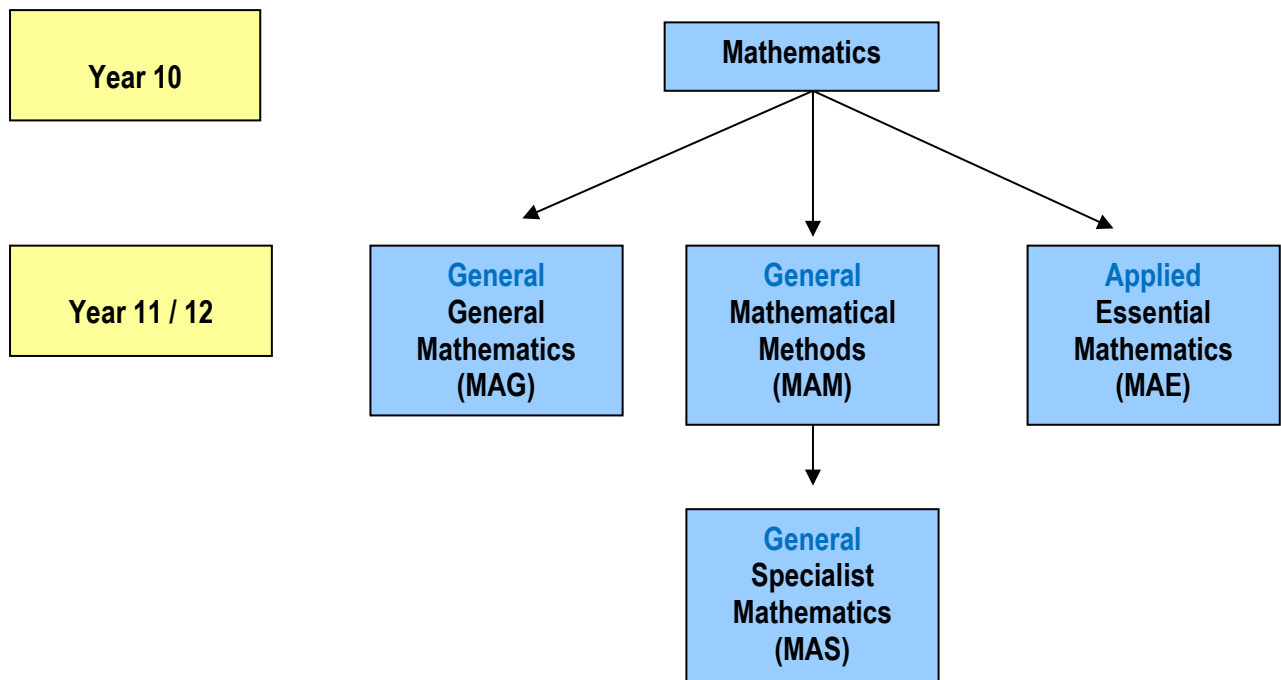 Year 10
Mathematics
Year 11 / 12
General
General
Mathematics
(MAG)
General
Mathematical
Methods
(MAM)
Applied
Essential
Mathematics
(MAE)
General
Specialist
Mathematics
(MAS)